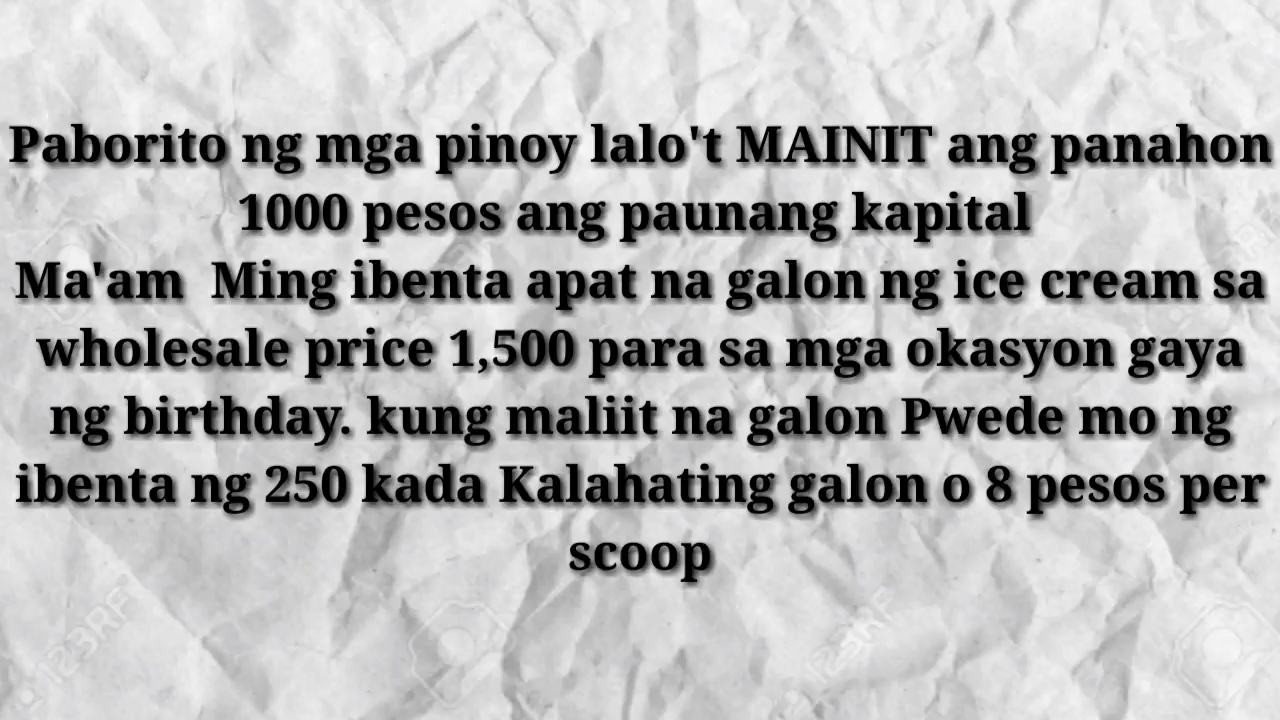 Paborito ng mga pinoy lalo't MAINIT ang panahon
1000 pesos ang paunang kapital
Ma'am  Ming ibenta apat na galon ng ice cream sa
wholesale price 1,500 para sa mga okasyon gaya
ng birthday. kung maliit na galon Pwede mo ng
ibenta ng 250 kada Kalahating galon o 8 pesos per
scoop
123RF
123RF